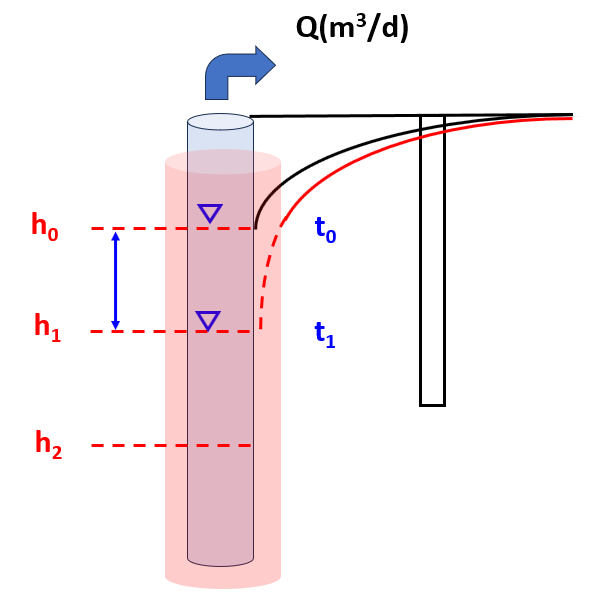 Q(m³/d)
h₀
t₀
h₁
t₁
h₂